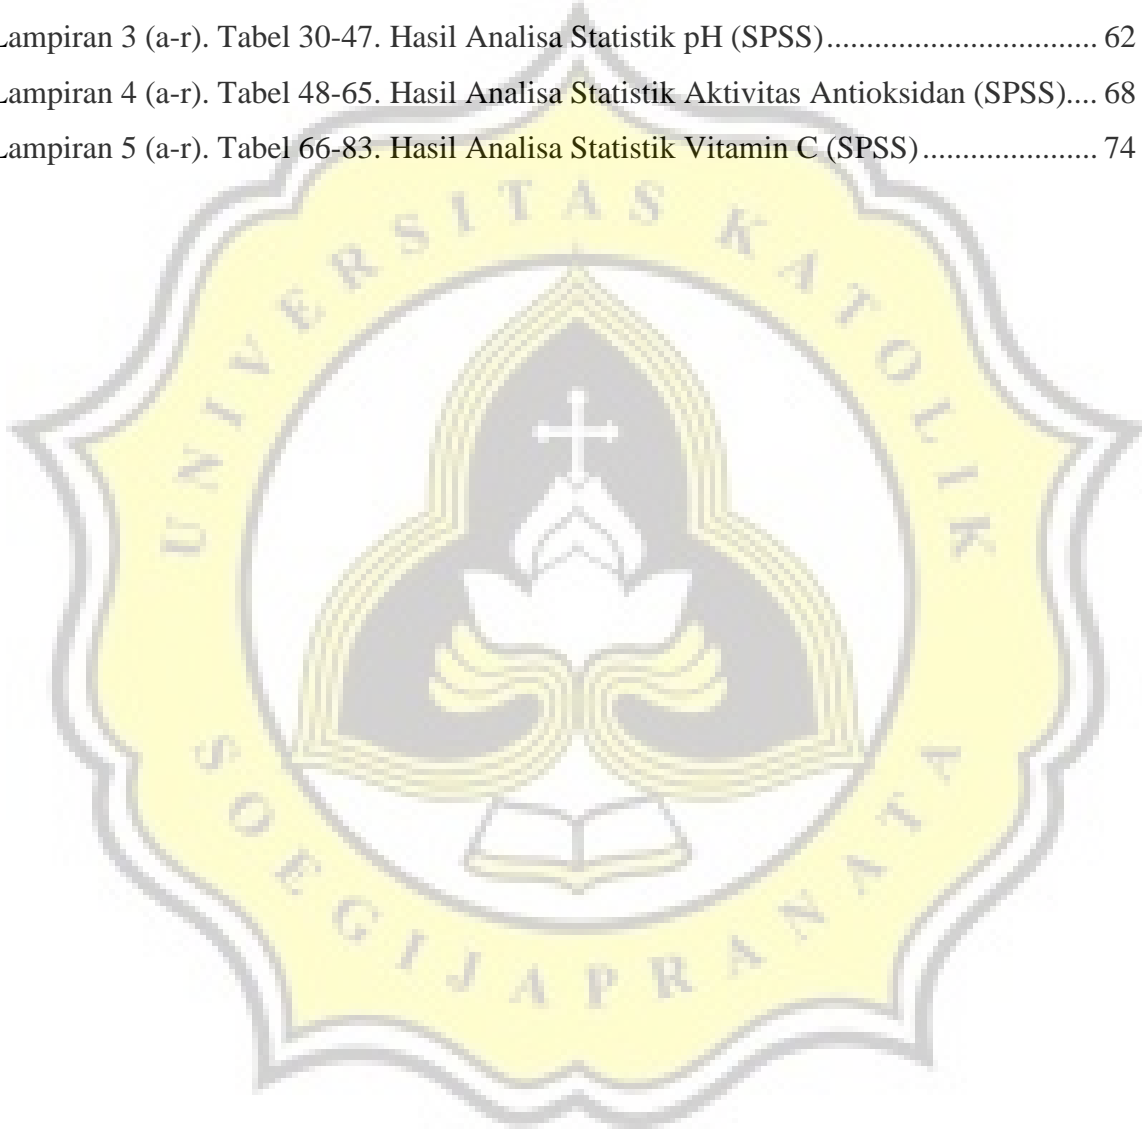 Lampiran 3 (a-r). Tabel 30-47. Hasil Analisa Statistik pH (SPSS)................................. 62
Lampiran 4 (a-r). Tabel 48-65. Hasil Analisa Statistik Aktivitas Antioksidan (SPSS).... 68
Lampiran 5 (a-r). Tabel 66-83. Hasil Analisa Statistik Vitamin C (SPSS)..................... 74
UNIVERSITAS KATOLIK
SOEGIJAPRANATA